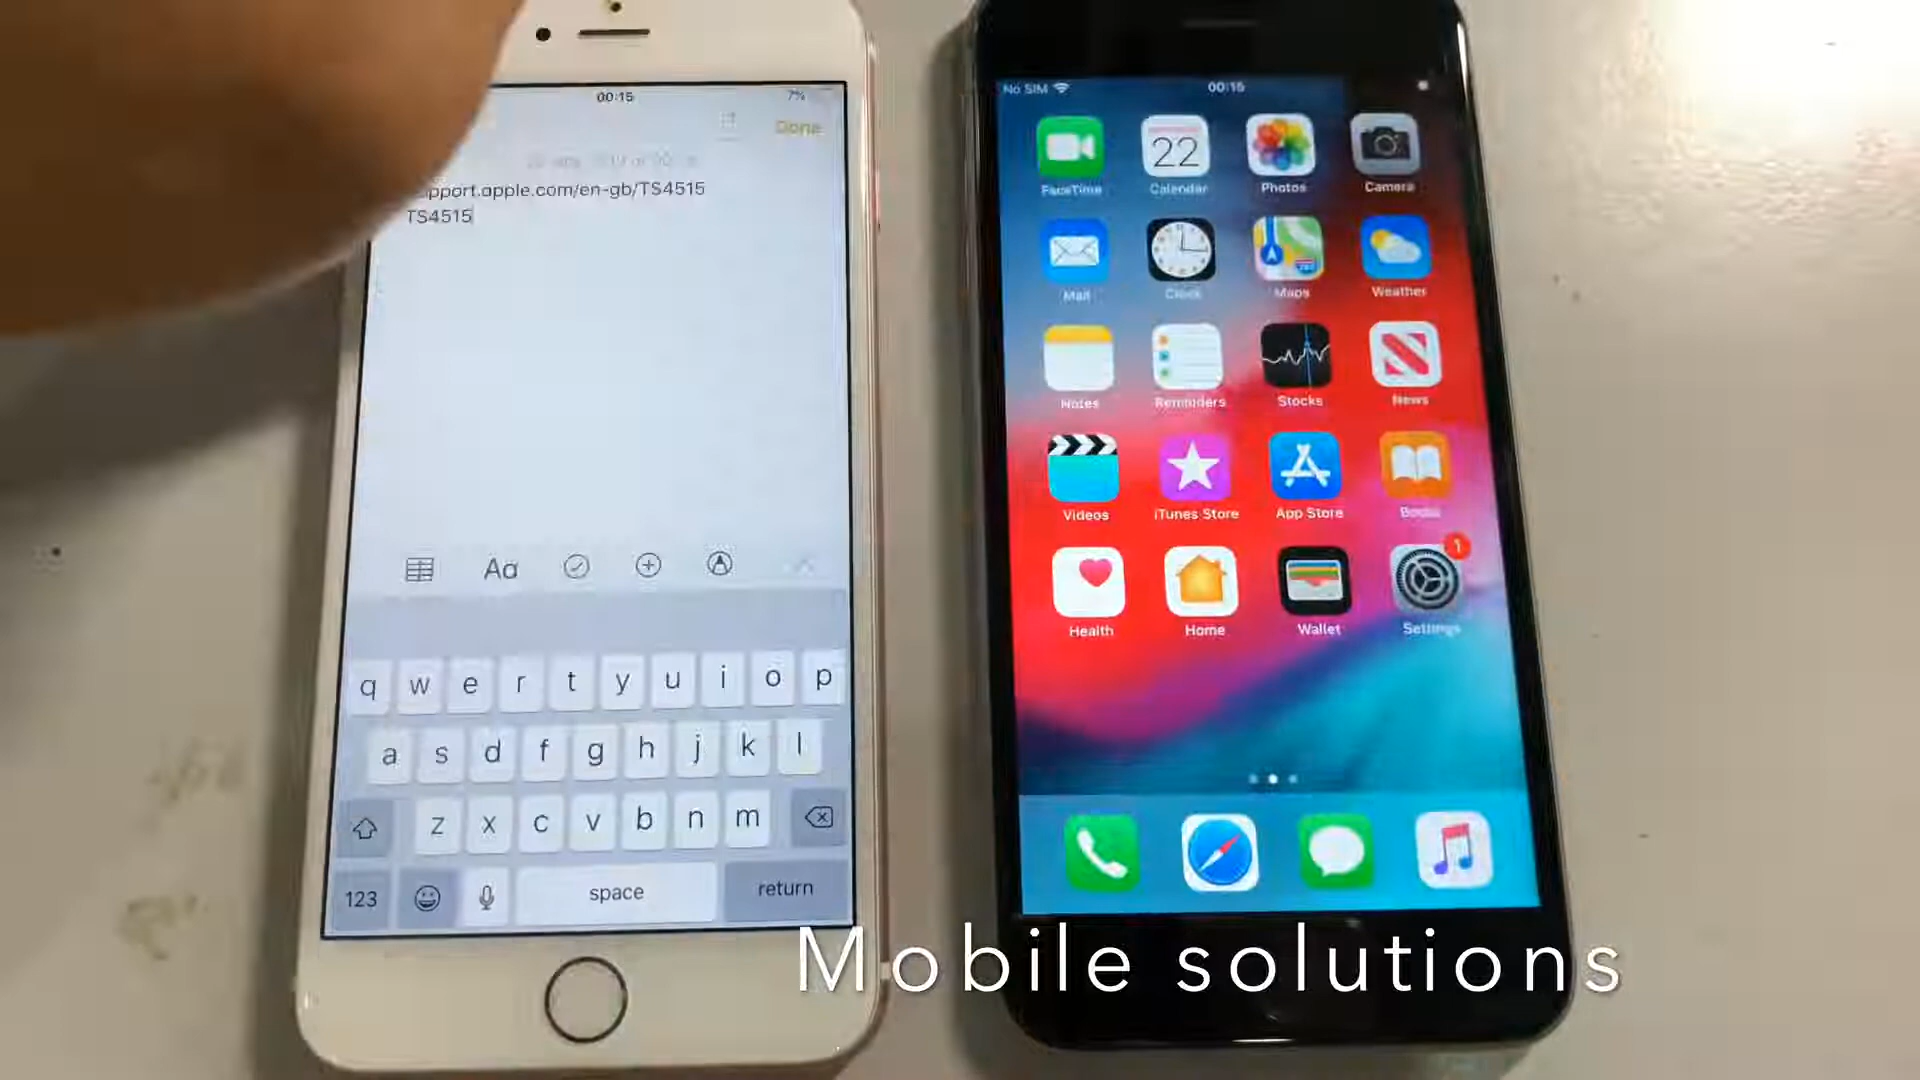 00:15
7%
Done
pport.apple.com/en-gb/TS4515
TS4515
Aa
q w e r t y u i o p
a s d f g h j k l
z x c v b n m
123
space
return
No SIM
00:15
FaceTime
22
Calendar
Photos
Camera
Mail
Clock
Maps
Weather
Notes
Reminders
Stocks
News
Videos
iTunes Store
App Store
Books
1
Health
Home
Wallet
Settings
Mobile solutions